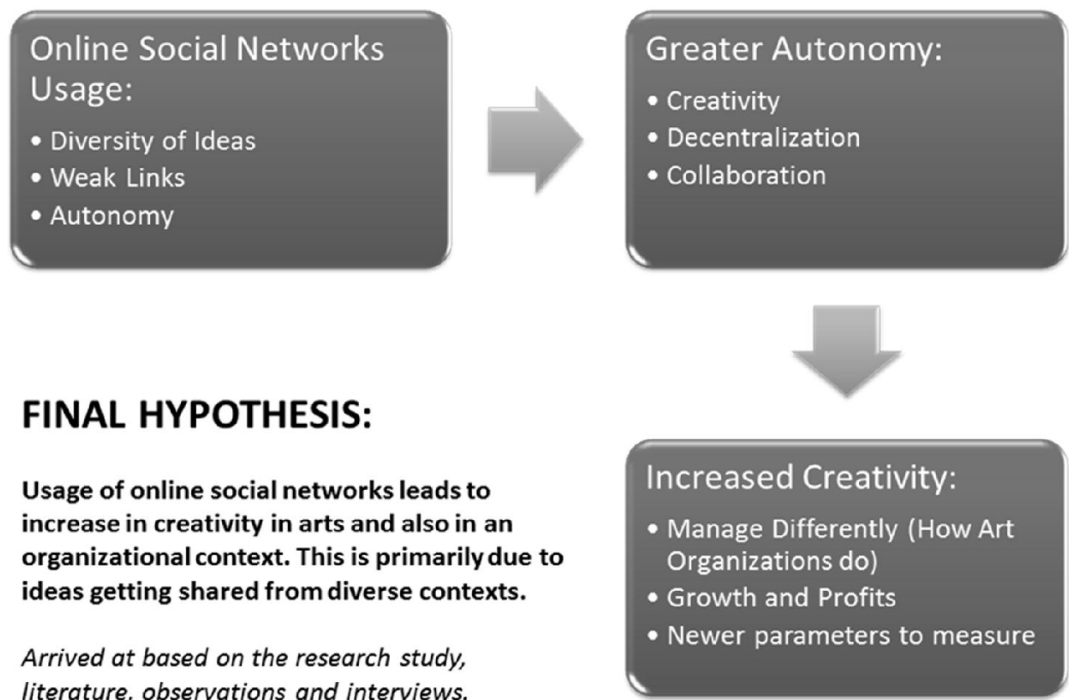 Online Social Networks
Usage:
• Diversity of Ideas
• Weak Links
• Autonomy
Greater Autonomy:
• Creativity
• Decentralization
• Collaboration
FINAL HYPOTHESIS:
Usage of online social networks leads to
increase in creativity in arts and also in an
organizational context. This is primarily due to
ideas getting shared from diverse contexts.
Arrived at based on the research study,
literature, observations and interviews.
Increased Creativity:
• Manage Differently (How Art
Organizations do)
• Growth and Profits
• Newer parameters to measure